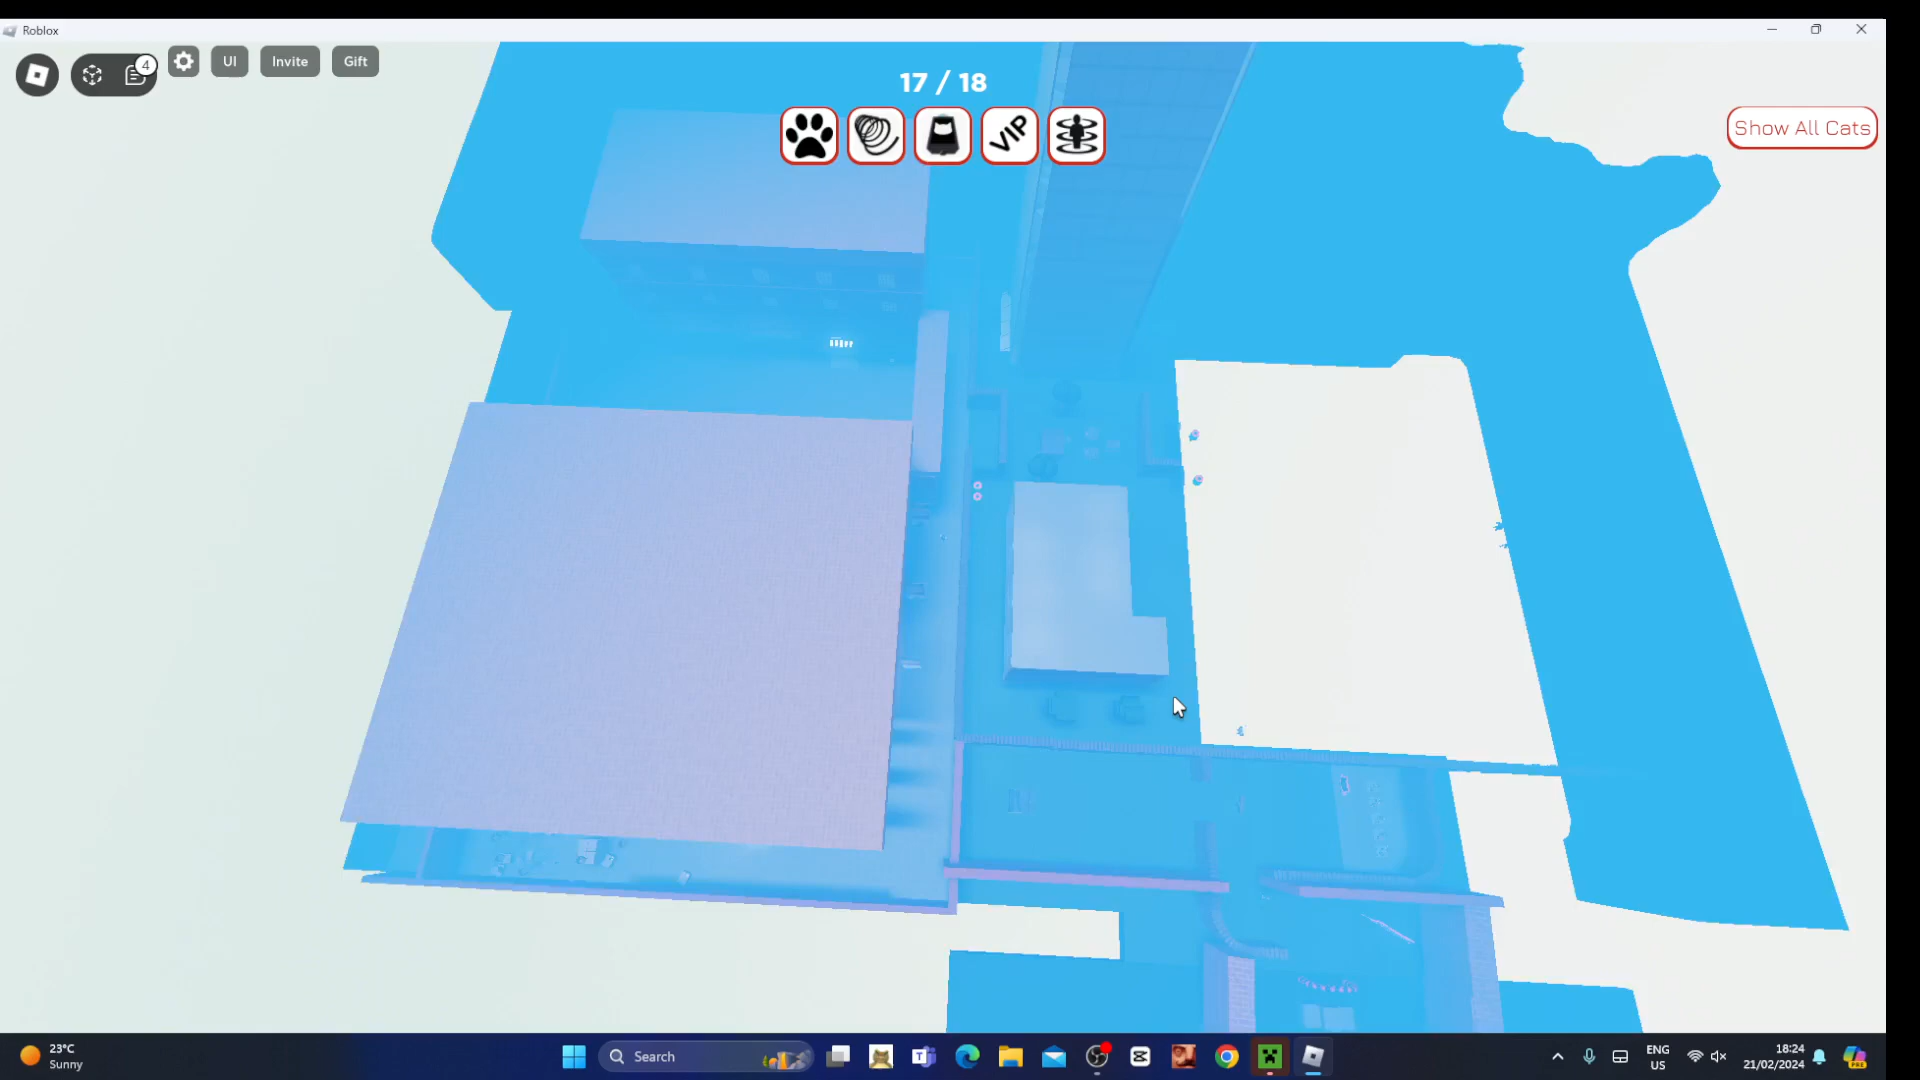 Roblox
4
UI
Invite
Gift
17 / 18
VIP
Show All Cats
23°C
Sunny
Search
ENG
US
18:24
21/02/2024